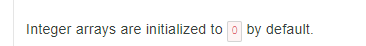 Integer arrays are initialized to 0 by default.